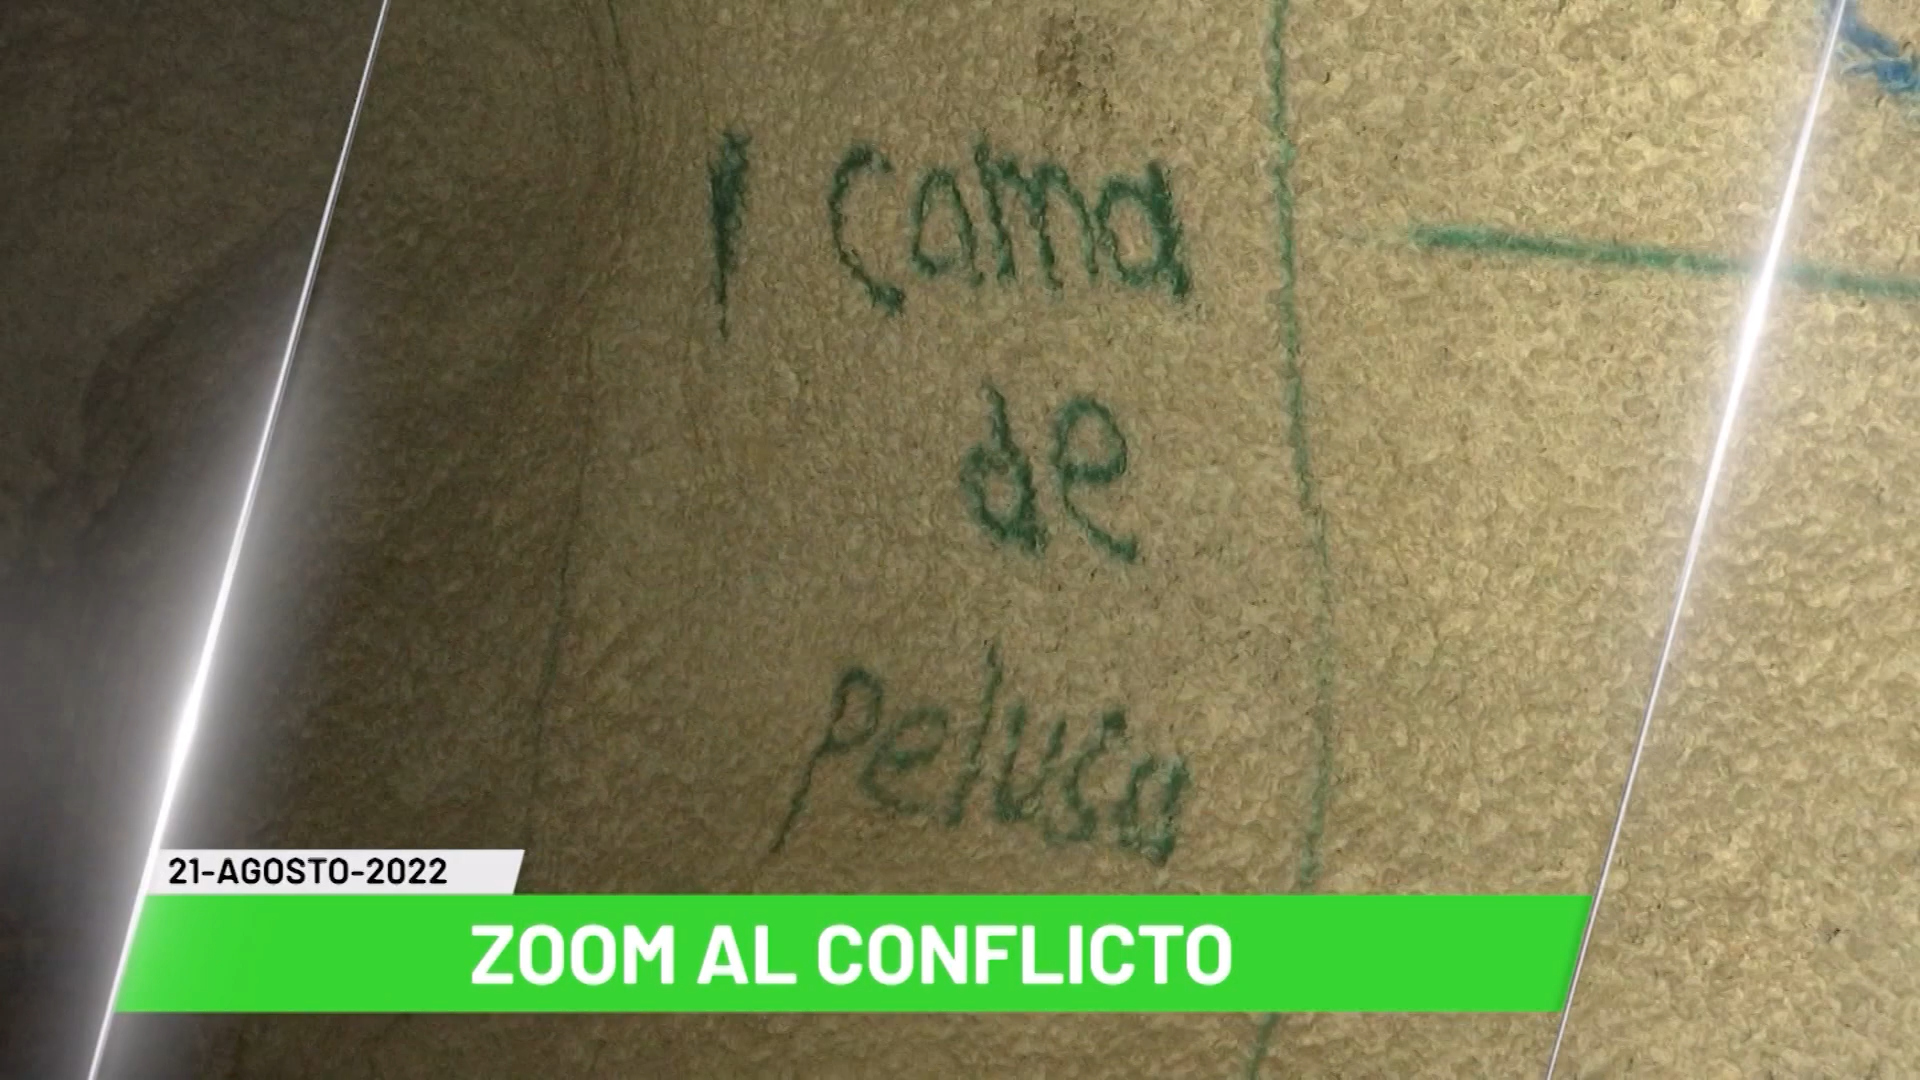 1 cama
de
Pelusa
21-AGOSTO-2022
ZOOM AL CONFLICTO